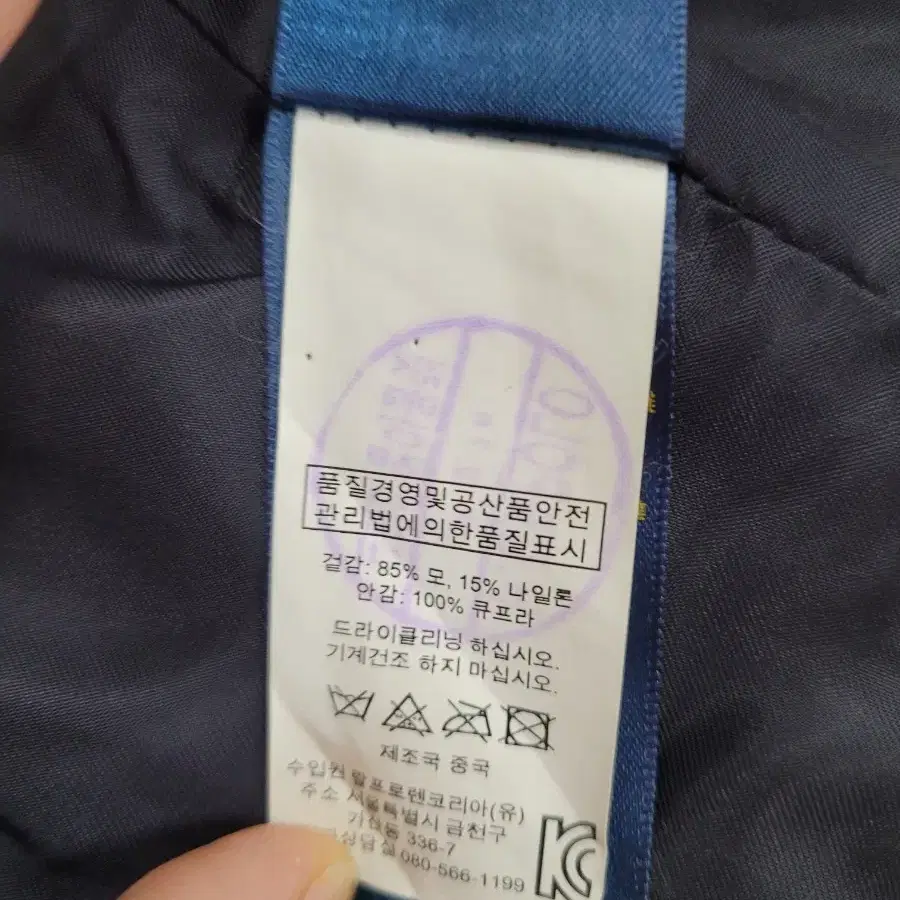 품질경영및공산품안전
관리법에의한품질표시
겉감: 85% 모, 15% 나일론
안감: 100% 큐프라
드라이클리닝 하십시오.
기계건조 하지 마십시오.
제조국 중국
수입원 랄프로렌코리아(유)
주소 서울특별시 금천구
가산동 336-7
상담실 080-566-1199